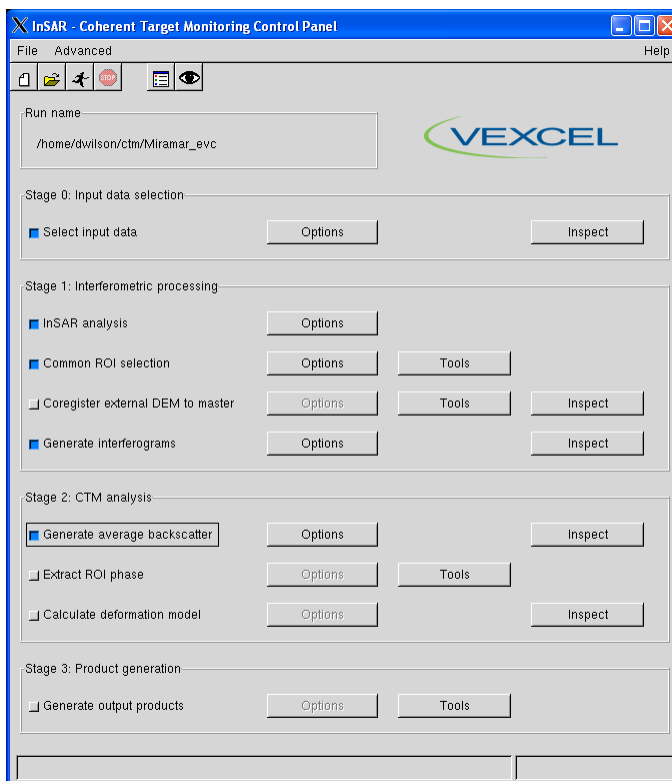 InSAR - Coherent Target Monitoring Control Panel
File Advanced Help
STOP
Run name
/home/dwilson/ctm/Miramar_evc
VEXCEL
Stage 0: Input data selection
Select input data Options Inspect
Stage 1: Interferometric processing
InSAR analysis Options
Common ROI selection Options Tools
Coregister external DEM to master Options Tools Inspect
Generate interferograms Options Inspect
Stage 2: CTM analysis
Generate average backscatter Options Inspect
Extract ROI phase Options Tools
Calculate deformation model Options Inspect
Stage 3: Product generation
Generate output products Options Tools